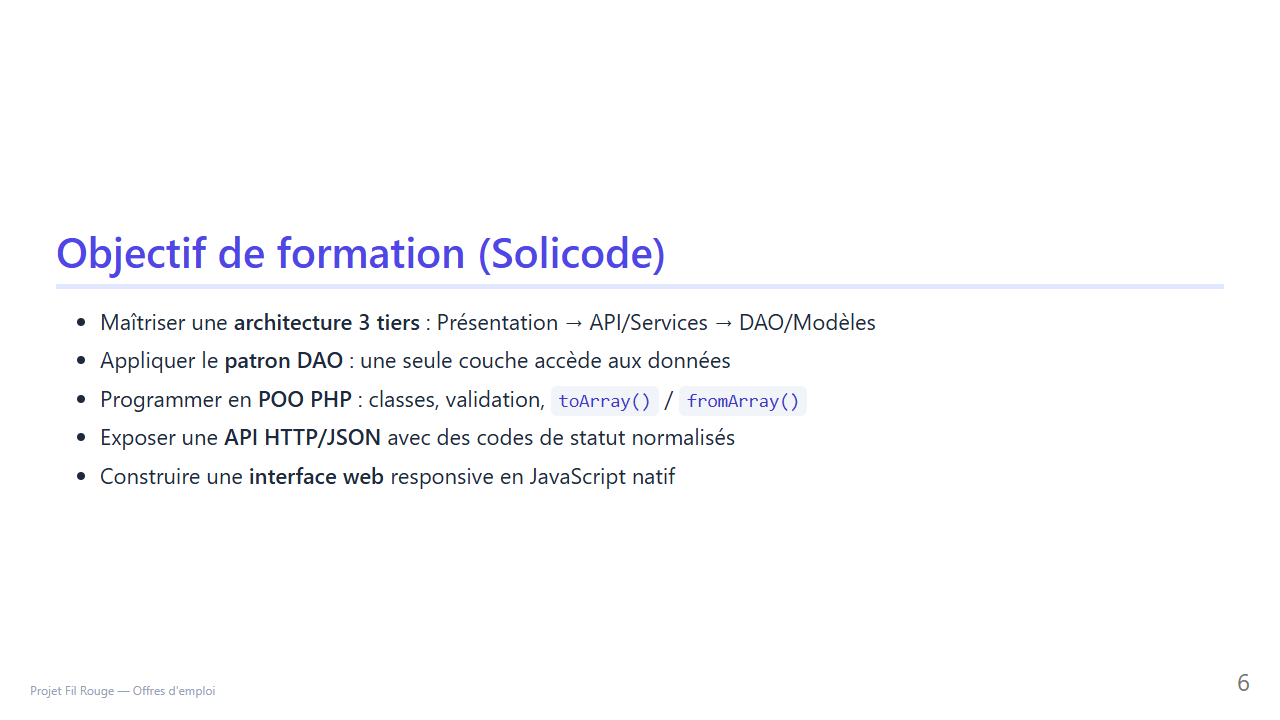 Objectif de formation (Solicode)
• Maîtriser une architecture 3 tiers : Présentation → API/Services → DAO/Modèles
• Appliquer le patron DAO : une seule couche accède aux données
• Programmer en POO PHP : classes, validation, toArray() / fromArray()
• Exposer une API HTTP/JSON avec des codes de statut normalisés
• Construire une interface web responsive en JavaScript natif
Projet Fil Rouge — Offres d'emploi
6